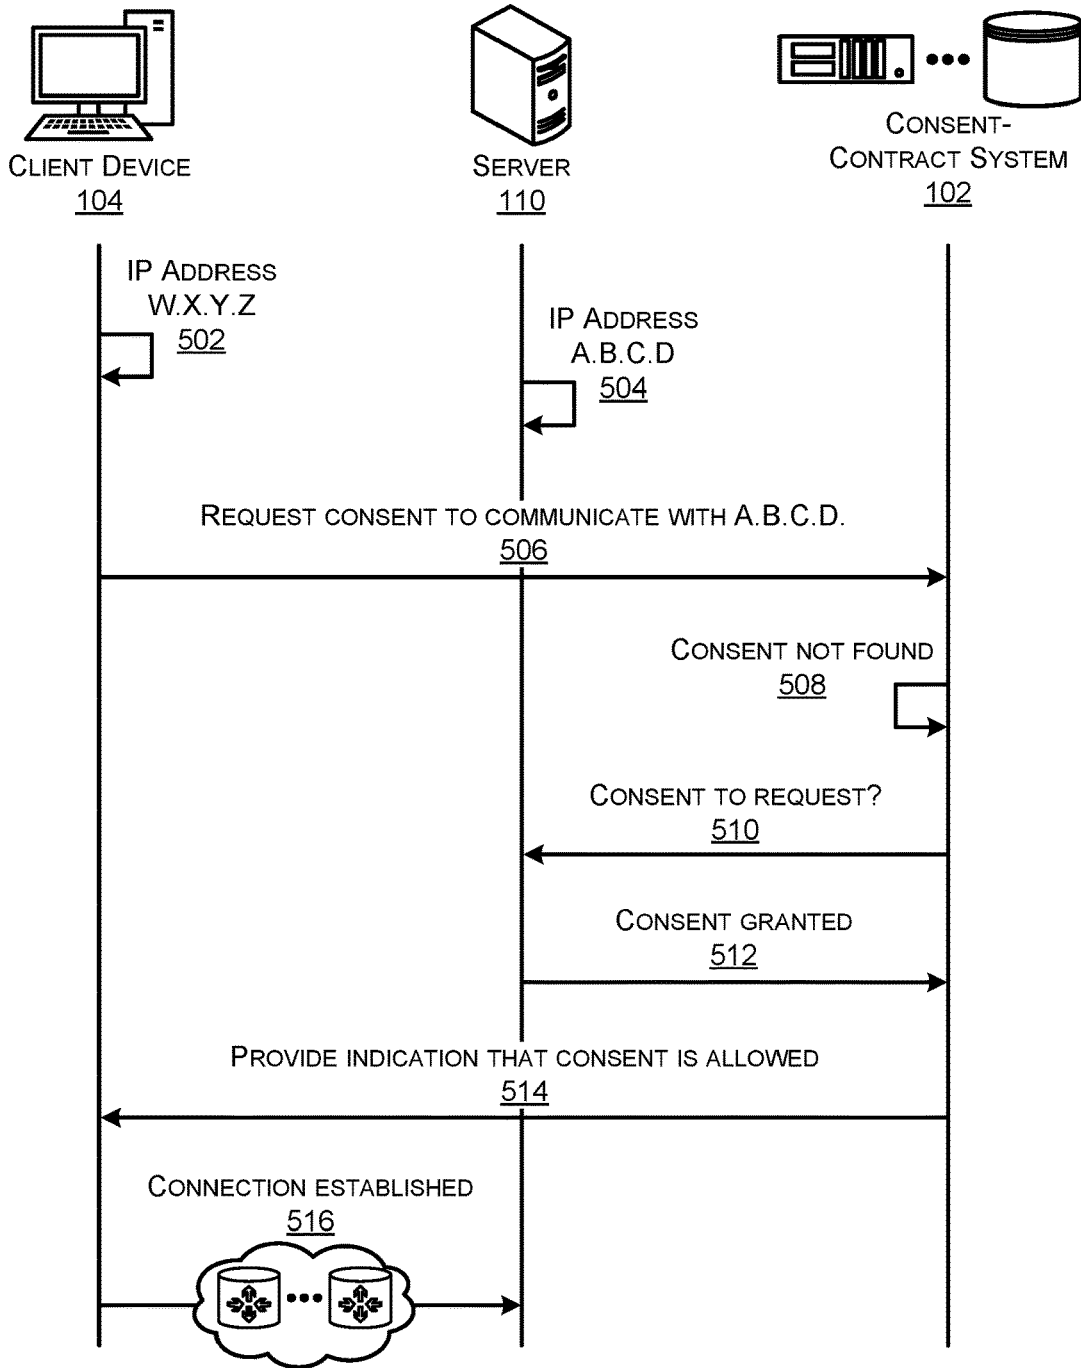 CLIENT DEVICE
104
SERVER
110
CONSENT-
CONTRACT SYSTEM
102
IP ADDRESS
W.X.Y.Z
502
IP ADDRESS
A.B.C.D
504
REQUEST CONSENT TO COMMUNICATE WITH A.B.C.D.
506
CONSENT NOT FOUND
508
CONSENT TO REQUEST?
510
CONSENT GRANTED
512
PROVIDE INDICATION THAT CONSENT IS ALLOWED
514
CONNECTION ESTABLISHED
516